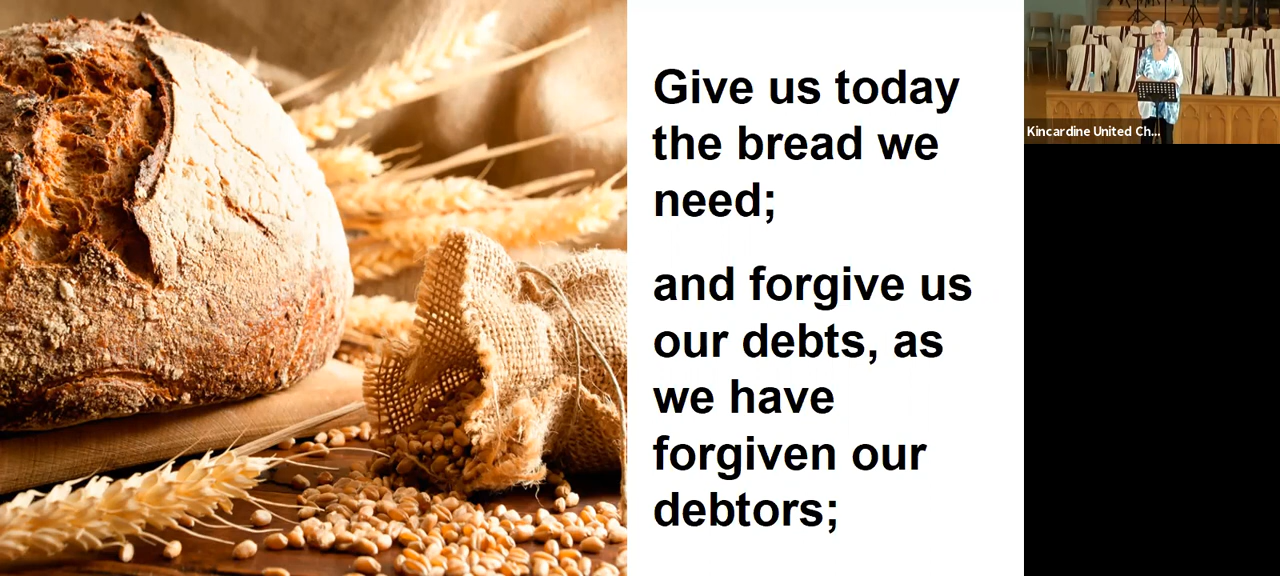 Give us today
the bread we
need;
and forgive us
our debts, as
we have
forgiven our
debtors;
Kincardine United Ch...